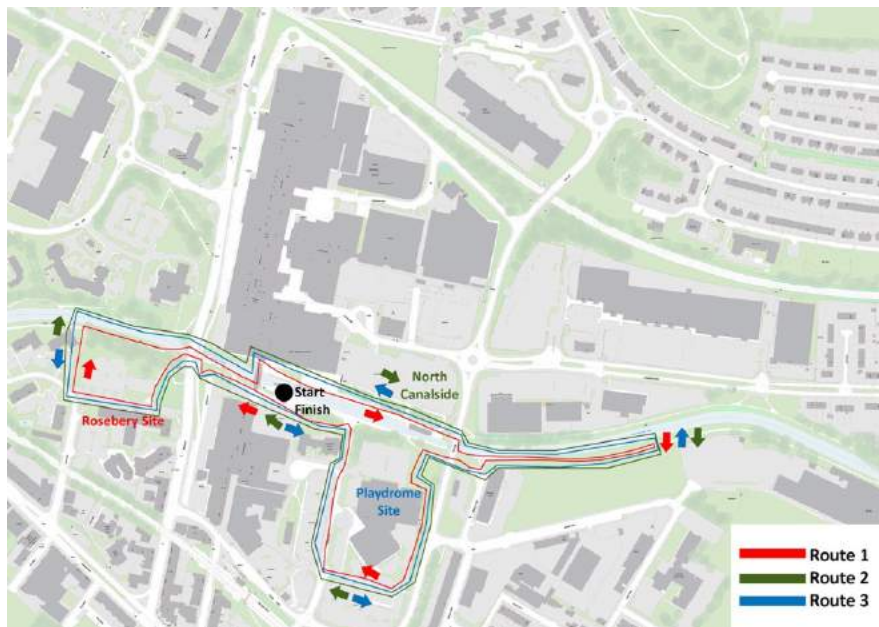 North
Canalside
Start
Finish
Rosebery Site
Playdrome
Site
Route 1
Route 2
Route 3